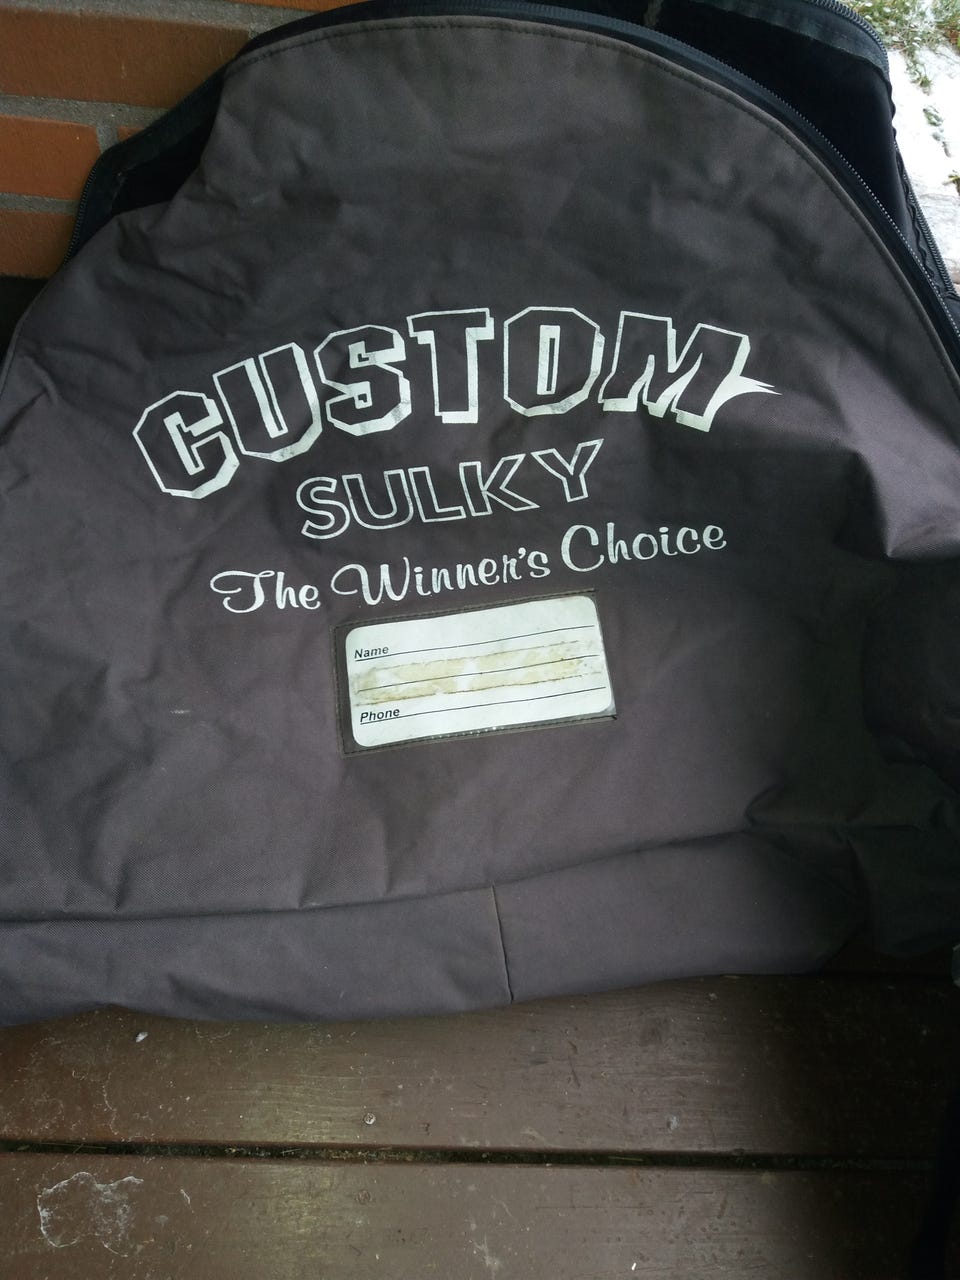 CUSTOM
SULKY
The Winner's Choice
Name
Phone